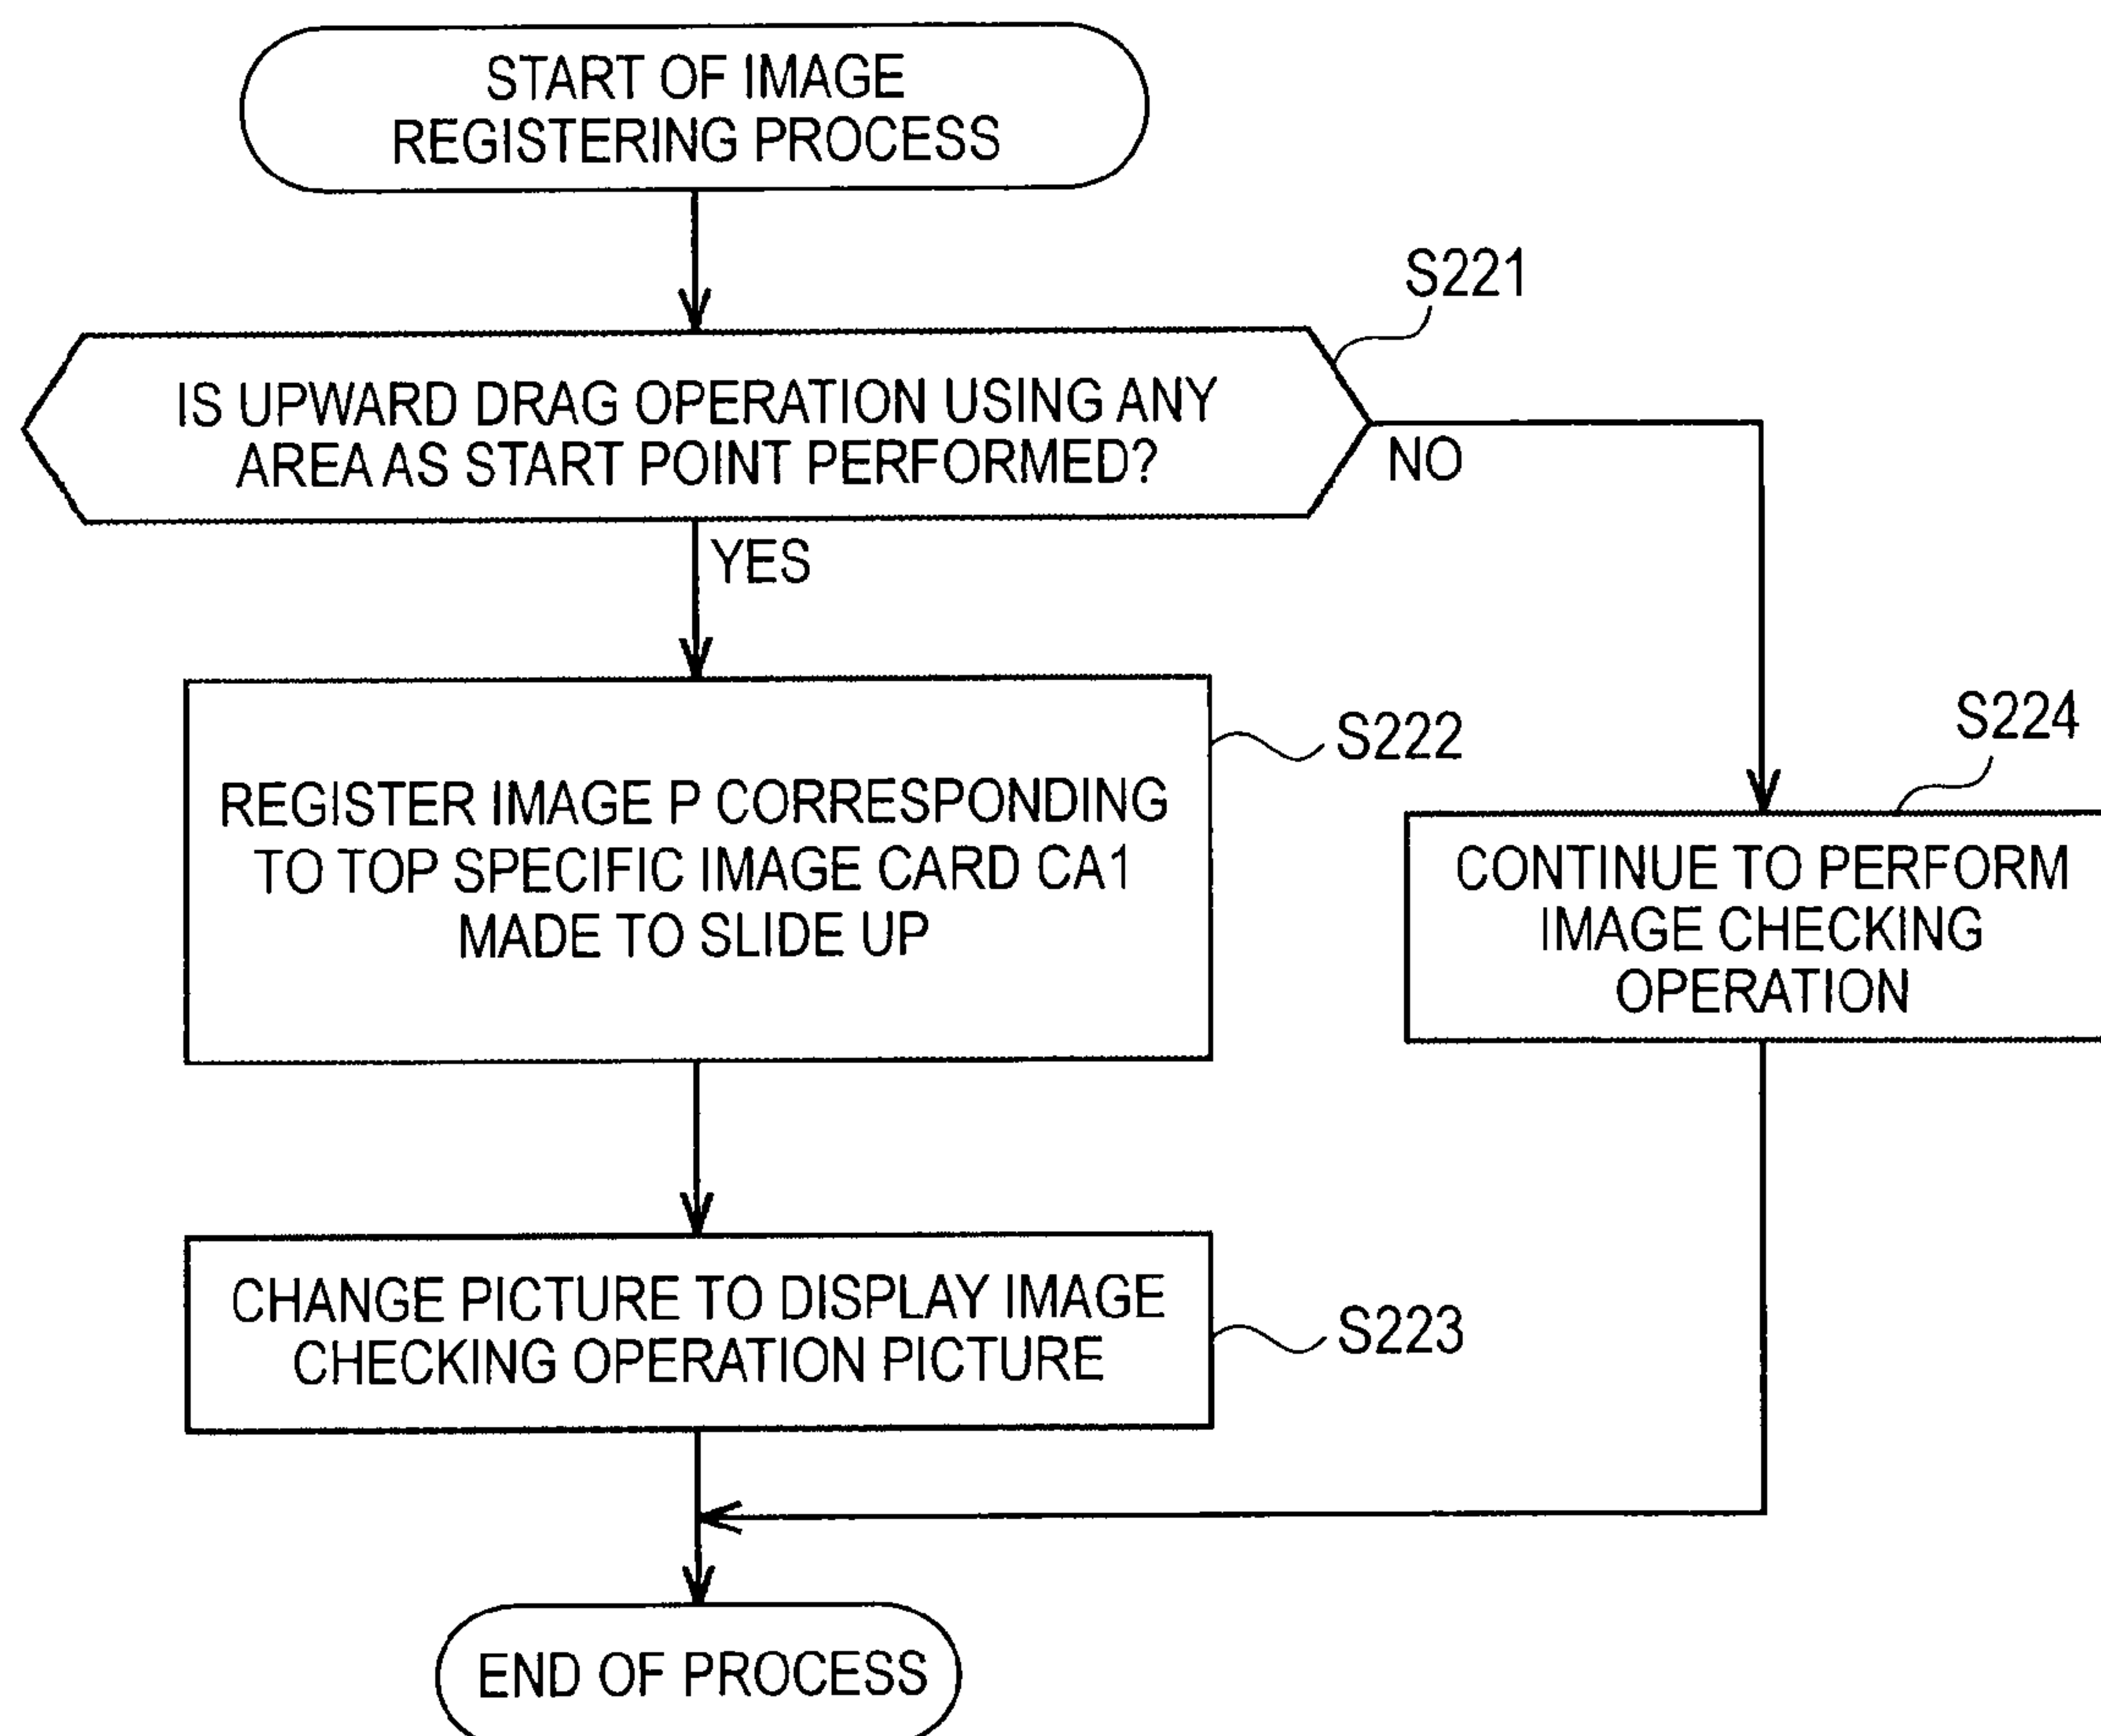 START OF IMAGE
REGISTERING PROCESS
S221
IS UPWARD DRAG OPERATION USING ANY
AREA AS START POINT PERFORMED?
NO
YES
S222
REGISTER IMAGE P CORRESPONDING
TO TOP SPECIFIC IMAGE CARD CA1
MADE TO SLIDE UP
S224
CONTINUE TO PERFORM
IMAGE CHECKING
OPERATION
CHANGE PICTURE TO DISPLAY IMAGE
CHECKING OPERATION PICTURE
S223
END OF PROCESS